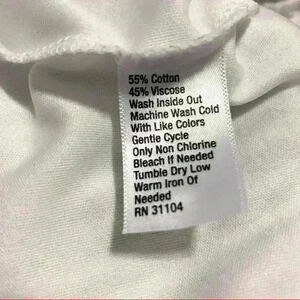 55% Cotton
45% Viscose
Wash Inside Out
Machine Wash Cold
With Like Colors
Gentle Cycle
Only Non Chlorine
Bleach If Needed
Tumble Dry Low
Warm Iron Of
Needed
RN 31104